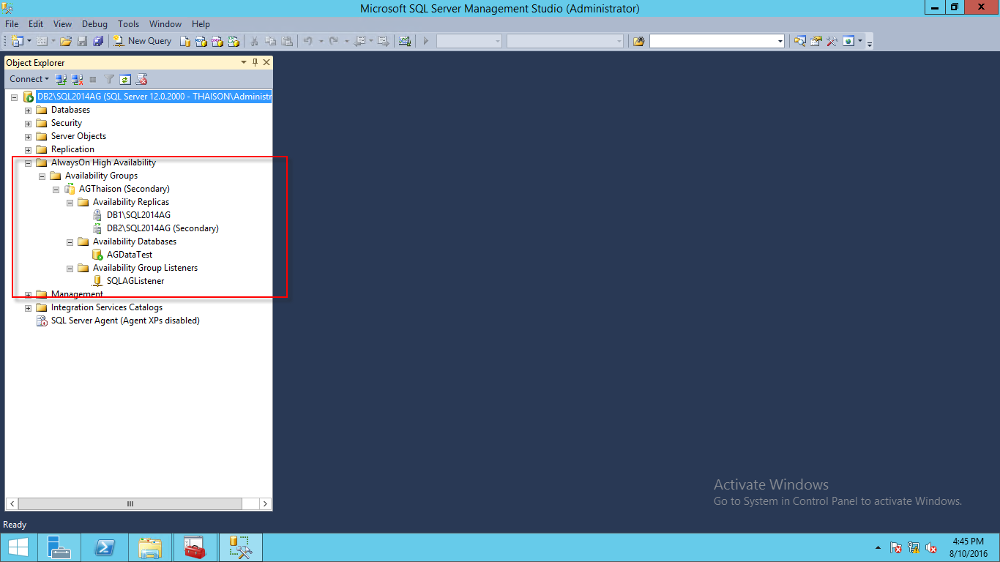 Microsoft SQL Server Management Studio (Administrator)
File Edit View Debug Tools Window Help
New Query
Object Explorer
Connect
DB2\SQL2014AG (SQL Server 12.0.2000 - THAISON\Administr
Databases
Security
Server Objects
Replication
AlwaysOn High Availability
Availability Groups
AGThaison (Secondary)
Availability Replicas
DB1\SQL2014AG
DB2\SQL2014AG (Secondary)
Availability Databases
AGDataTest
Availability Group Listeners
SQLAGListener
Management
Integration Services Catalogs
SQL Server Agent (Agent XPs disabled)
Activate Windows
Go to System in Control Panel to activate Windows.
Ready
4:45 PM
8/10/2016